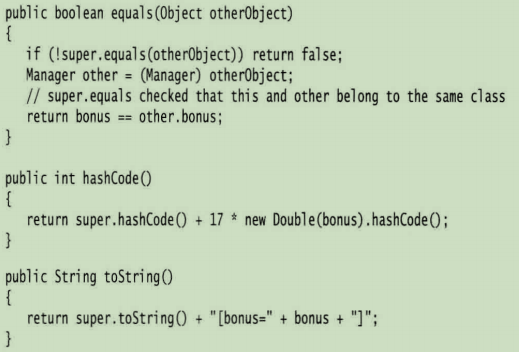 public boolean equals(Object otherObject)
{
if (!super.equals(otherObject)) return false;
Manager other = (Manager) otherObject;
// super.equals checked that this and other belong to the same class
return bonus == other.bonus;
}
public int hashCode()
{
return super.hashCode() + 17 * new Double(bonus).hashCode();
}
public String toString()
{
return super.toString() + "[bonus=" + bonus + "]";
}